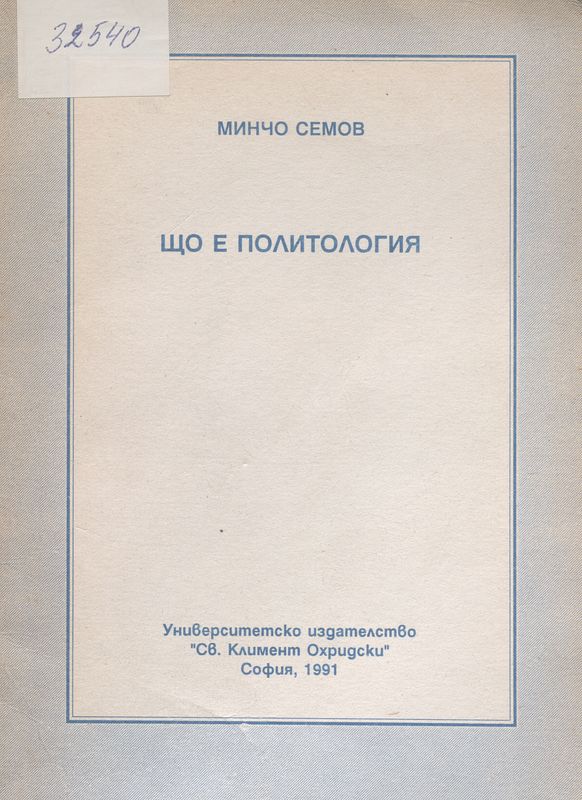 32540
МИНЧО СЕМОВ
ЩО Е ПОЛИТОЛОГИЯ
Университетско издателство
"Св. Климент Охридски"
София, 1991